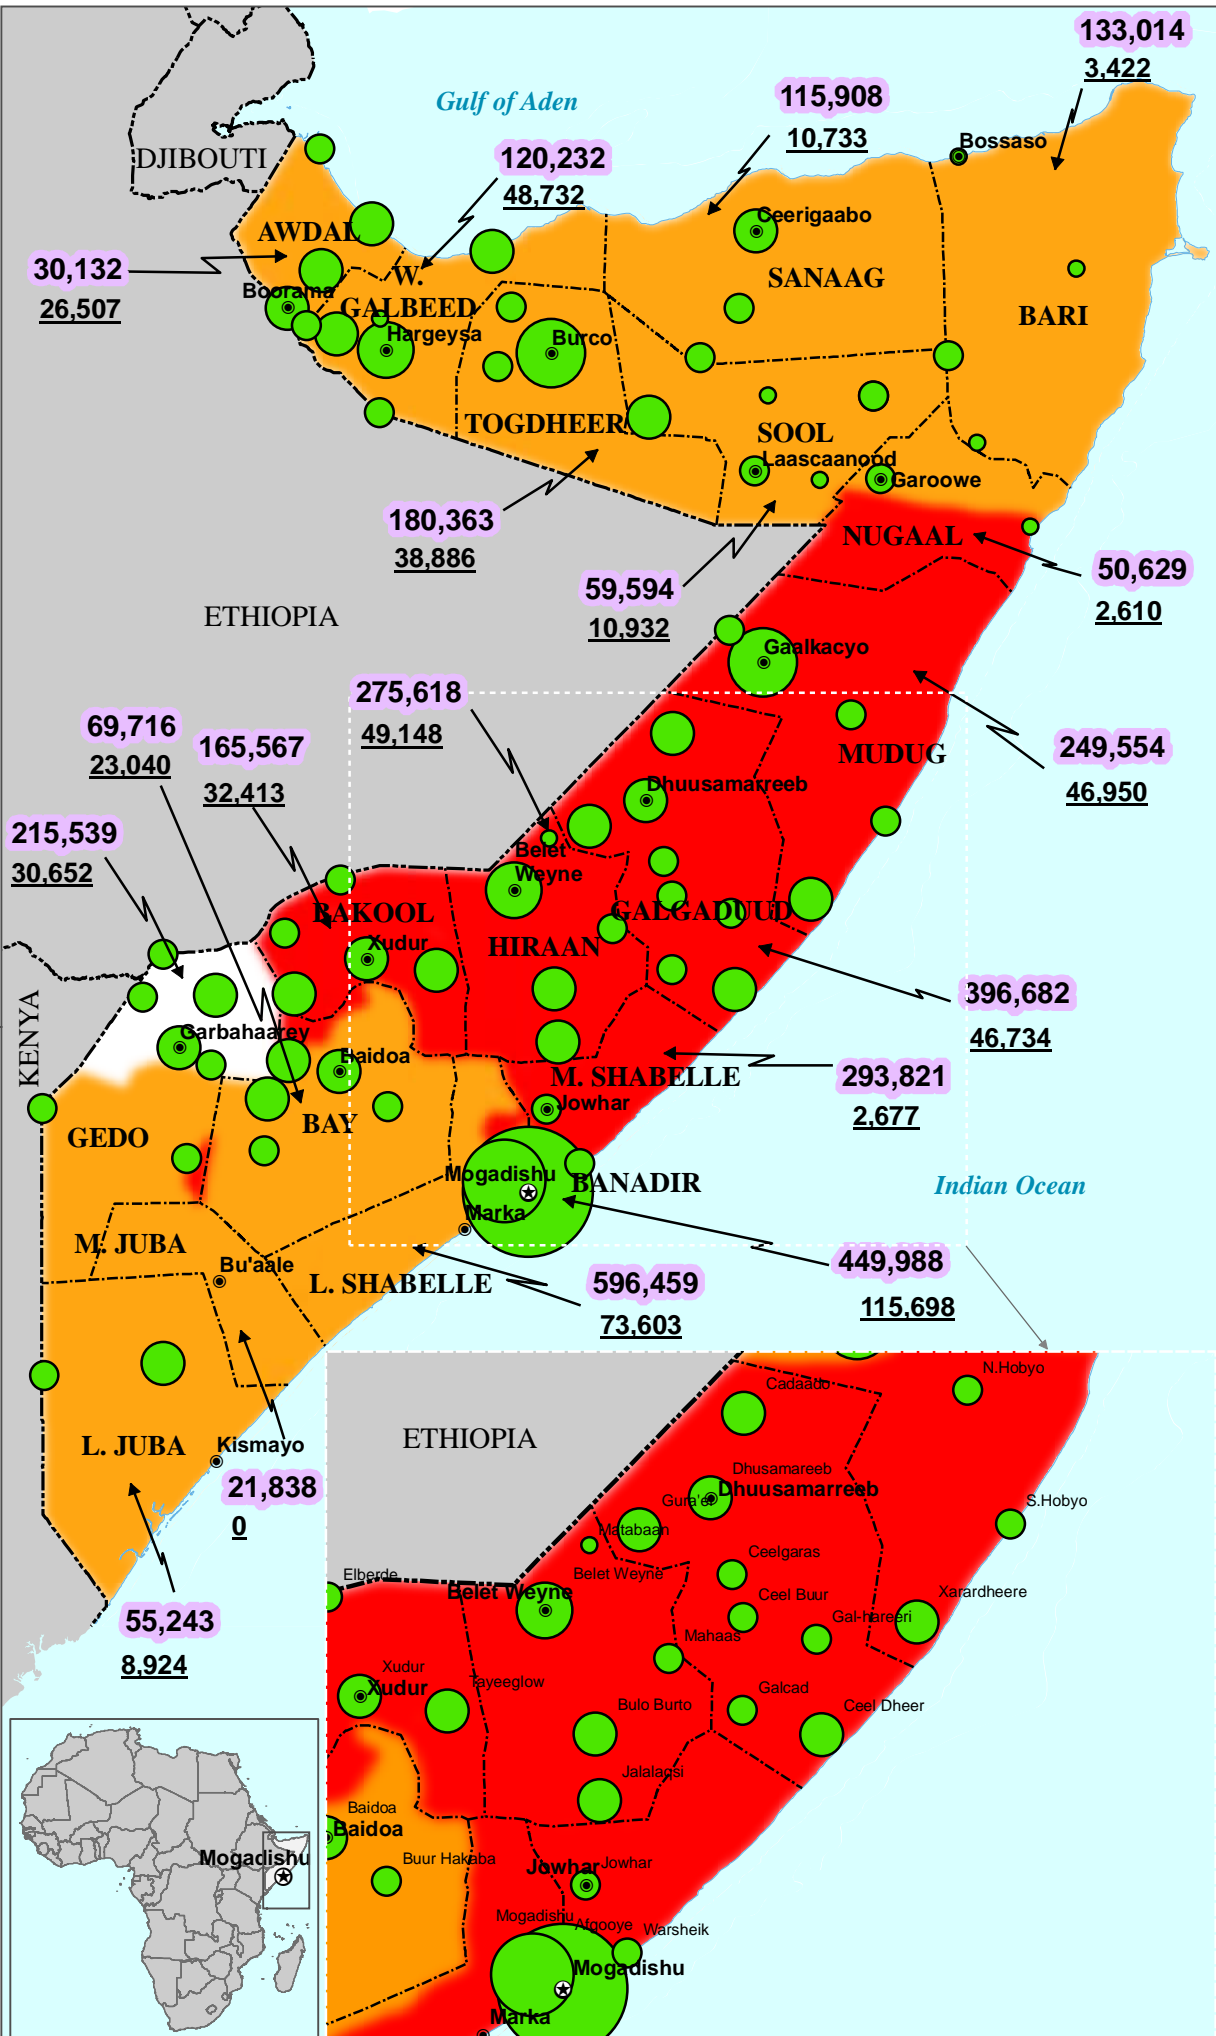 133,014
3,422
Gulf of Aden
115,908
10,733
Bossaso
DJIBOUTI
120,232
48,732
Ceerigaabo
AWDAL
30,132
26,507
W.
GALBEED
SANAAG
BARI
Boorama
Hargeysa
Burco
TOGDHEER
SOOL
Laascaanood
Garoowe
180,363
38,886
NUGAAL
50,629
2,610
59,594
10,932
ETHIOPIA
Gaalkacyo
275,618
49,148
69,716
23,040
165,567
32,413
MUDUG
249,554
46,950
Dhuusamarreeb
215,539
30,652
Belet
Weyne
BAKOOL
GALGADUUD
HIRAAN
Xudur
396,682
46,734
KENYA
Garbahaarey
Baidoa
M. SHABELLE
293,821
2,677
Jowhar
GEDO
BAY
Mogadishu
BANADIR
Indian Ocean
Marka
M. JUBA
Bu'aale
L. SHABELLE
596,459
73,603
449,988
115,698
L. JUBA
Kismayo
21,838
0
55,243
8,924
Mogadishu
N.Hobyo
Cadaado
ETHIOPIA
Dhusamareeb
Dhuusamarreeb
Gura'el
S.Hobyo
Matabaan
Elberde
Belet Weyne
Belet Weyne
Ceelgaras
Ceel Buur
Xarardheere
Gal-hareeri
Mahaas
Xudur
Xudur
Tayeeglow
Galcad
Bulo Burto
Ceel Dheer
Jalalaqsi
Baidoa
Baidoa
Buur Hakaba
Jowhar
Jowhar
Mogadishu
Afgooye
Warsheik
Mogadishu
Marka